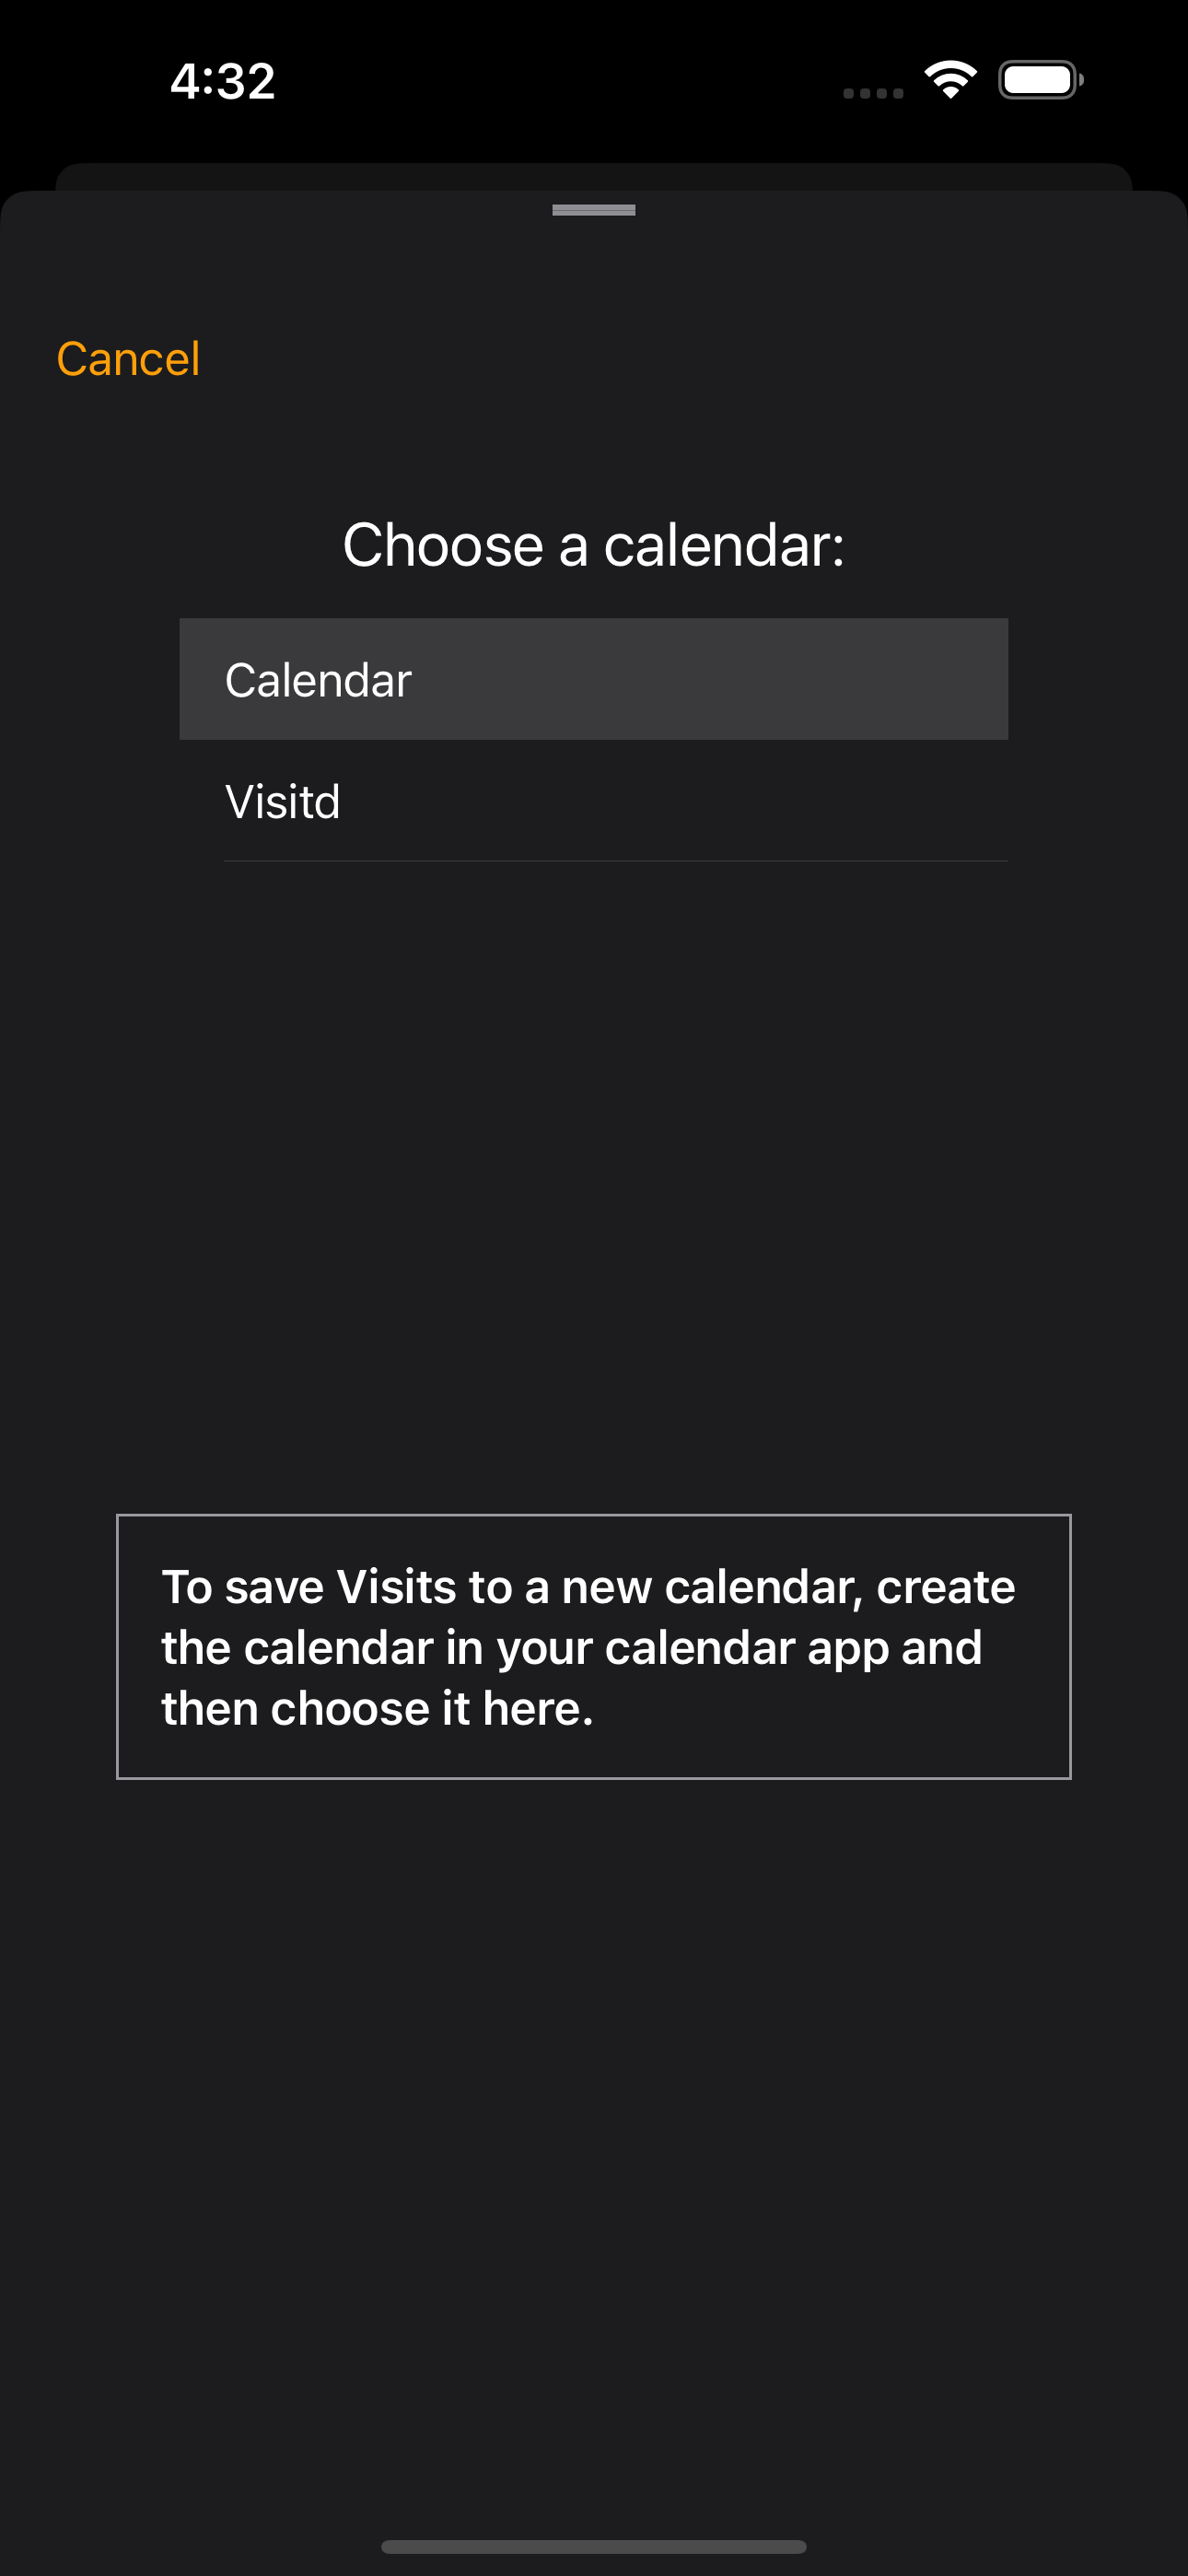 4:32
Cancel
Choose a calendar:
Calendar
Visitd
To save Visits to a new calendar, create
the calendar in your calendar app and
then choose it here.